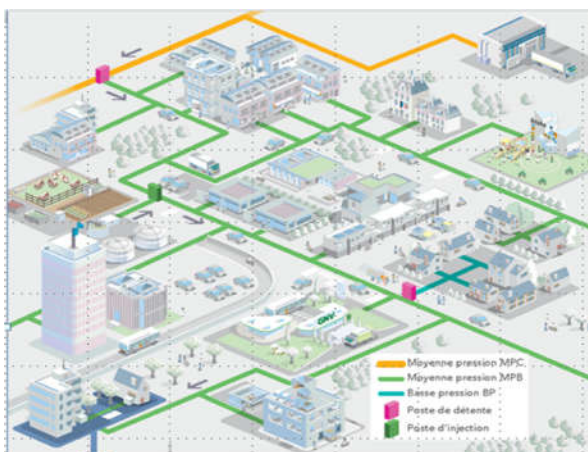 GNV
Moyenne pression MPC
Moyenne pression MPB
Basse pression BP
Poste de détente
Poste d'injection